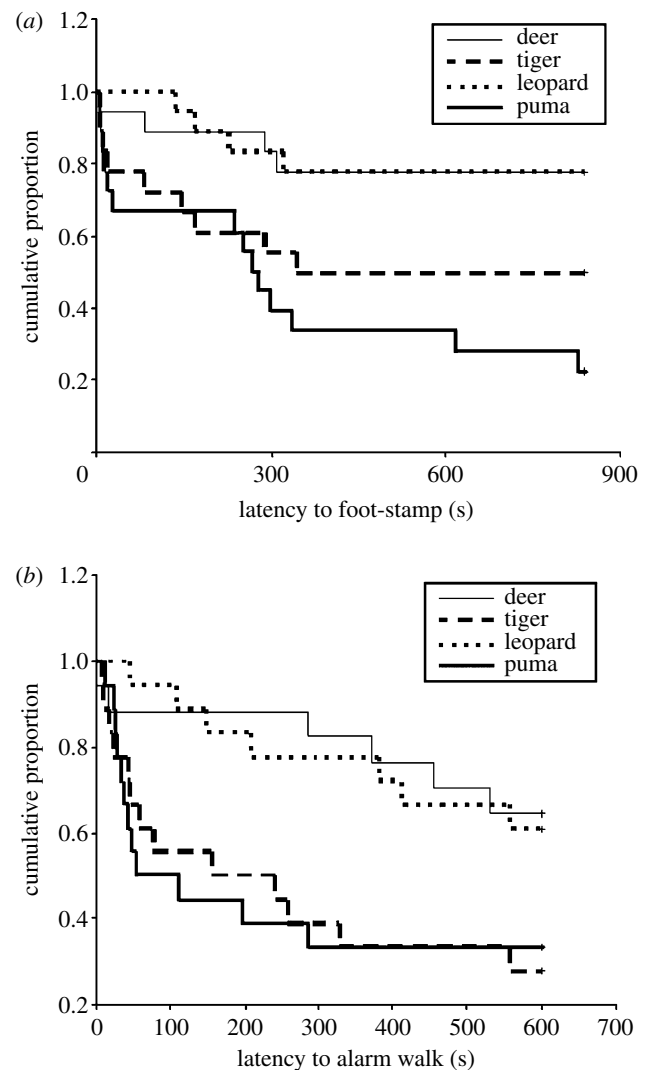 (a)
1.2
1.0
0.8
0.6
0.4
0.2
cumulative proportion
deer
tiger
leopard
puma
0 300 600 900
latency to foot-stamp (s)
(b)
1.2
1.0
0.8
0.6
0.4
0.2
cumulative proportion
deer
tiger
leopard
puma
0 100 200 300 400 500 600 700
latency to alarm walk (s)